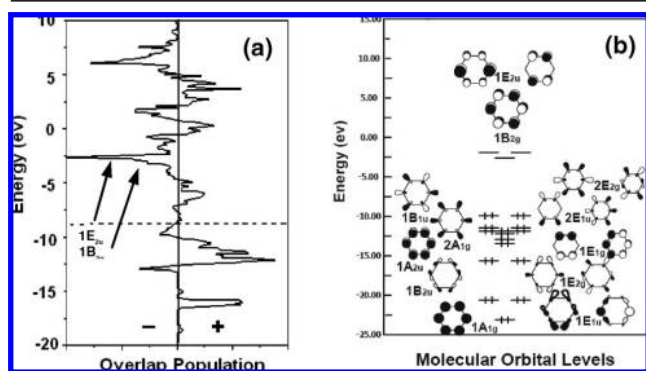 (a)
Energy (ev)
10
5
0
-5
-10
-15
-20
1E2u
− +
Overlap Population
(b)
Energy (ev)
15.00
10.00
5.00
0.00
-5.00
-10.00
-15.00
-20.00
-25.00
1E2u
1B2g
2E2g
1B1u
2E1u
2A1g
1A2u
1E1g
1B2u
1E2g
1A1g
1E1u
Molecular Orbital Levels